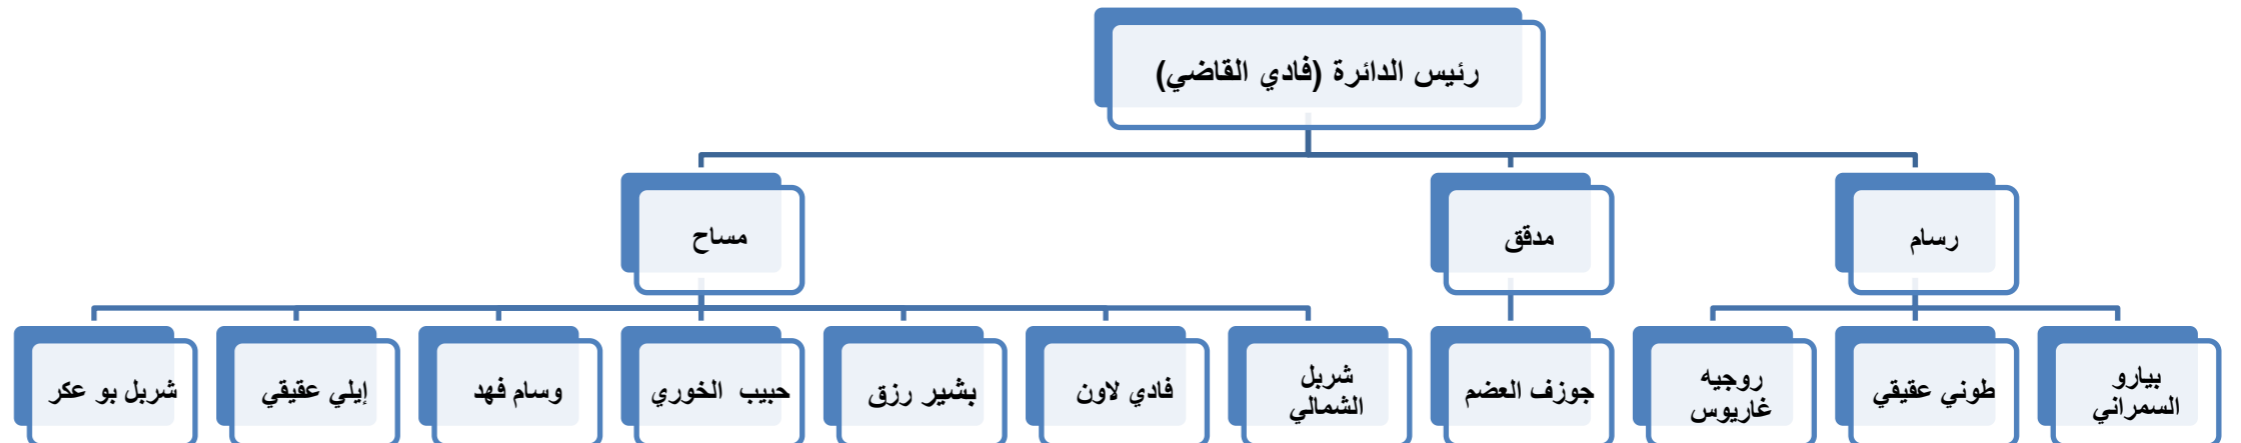 رئيس الدائرة (فادي القاضي)
رسام
مدقق
مساح
بيارو
السمراني
طوني عقيقي
روجيه
غاريوس
جوزف العضم
شربل
الشمالي
فادي لاون
بشير رزق
حبيب الخوري
وسام فهد
إيلي عقيقي
شربل بو عكر